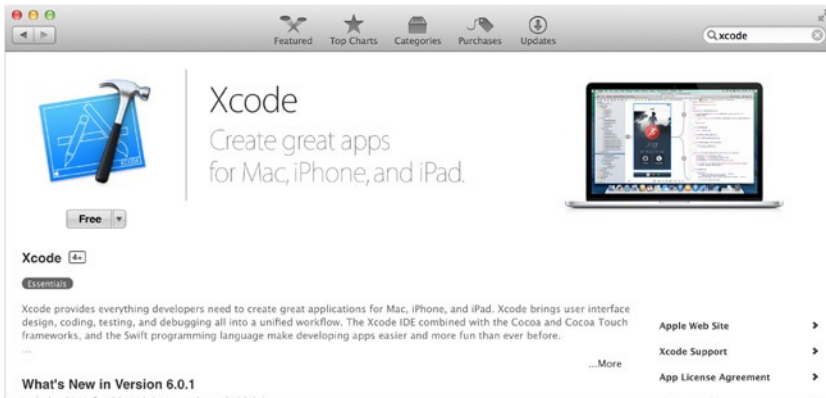 Featured Top Charts Categories Purchases Updates
xcode
Xcode
Create great apps
for Mac, iPhone, and iPad.
XCODE
Free
Xcode 4+
Essentials
Xcode provides everything developers need to create great applications for Mac, iPhone, and iPad. Xcode brings user interface
design, coding, testing, and debugging all into a unified workflow. The Xcode IDE combined with the Cocoa and Cocoa Touch
frameworks, and the Swift programming language make developing apps easier and more fun than ever before.
...
...More
What's New in Version 6.0.1
Apple Web Site
Xcode Support
App License Agreement